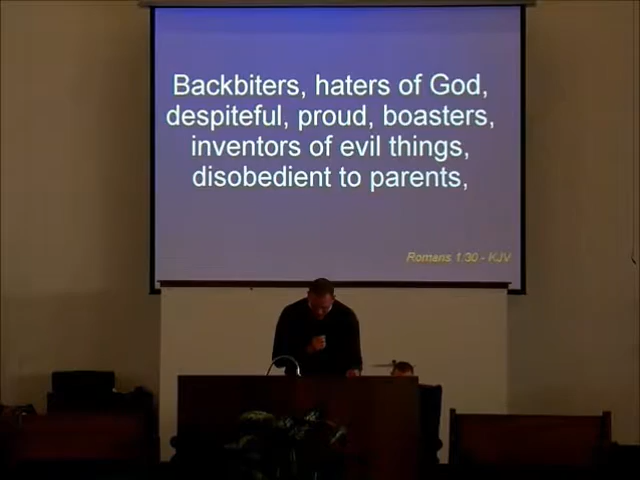 Backbiters, haters of God,
despiteful, proud, boasters,
inventors of evil things,
disobedient to parents,
Romans 1:30 - KJV